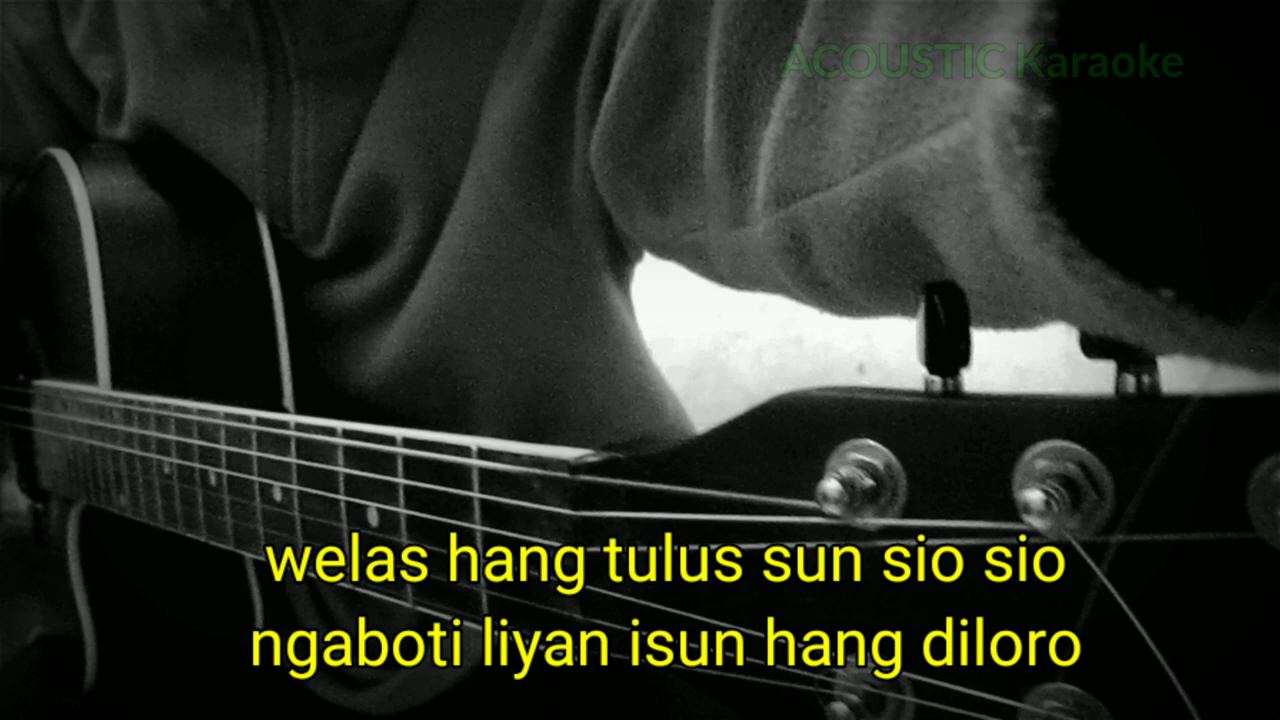 ACOUSTIC Karaoke
welas hang tulus sun sio sio
ngaboti liyan isun hang diloro